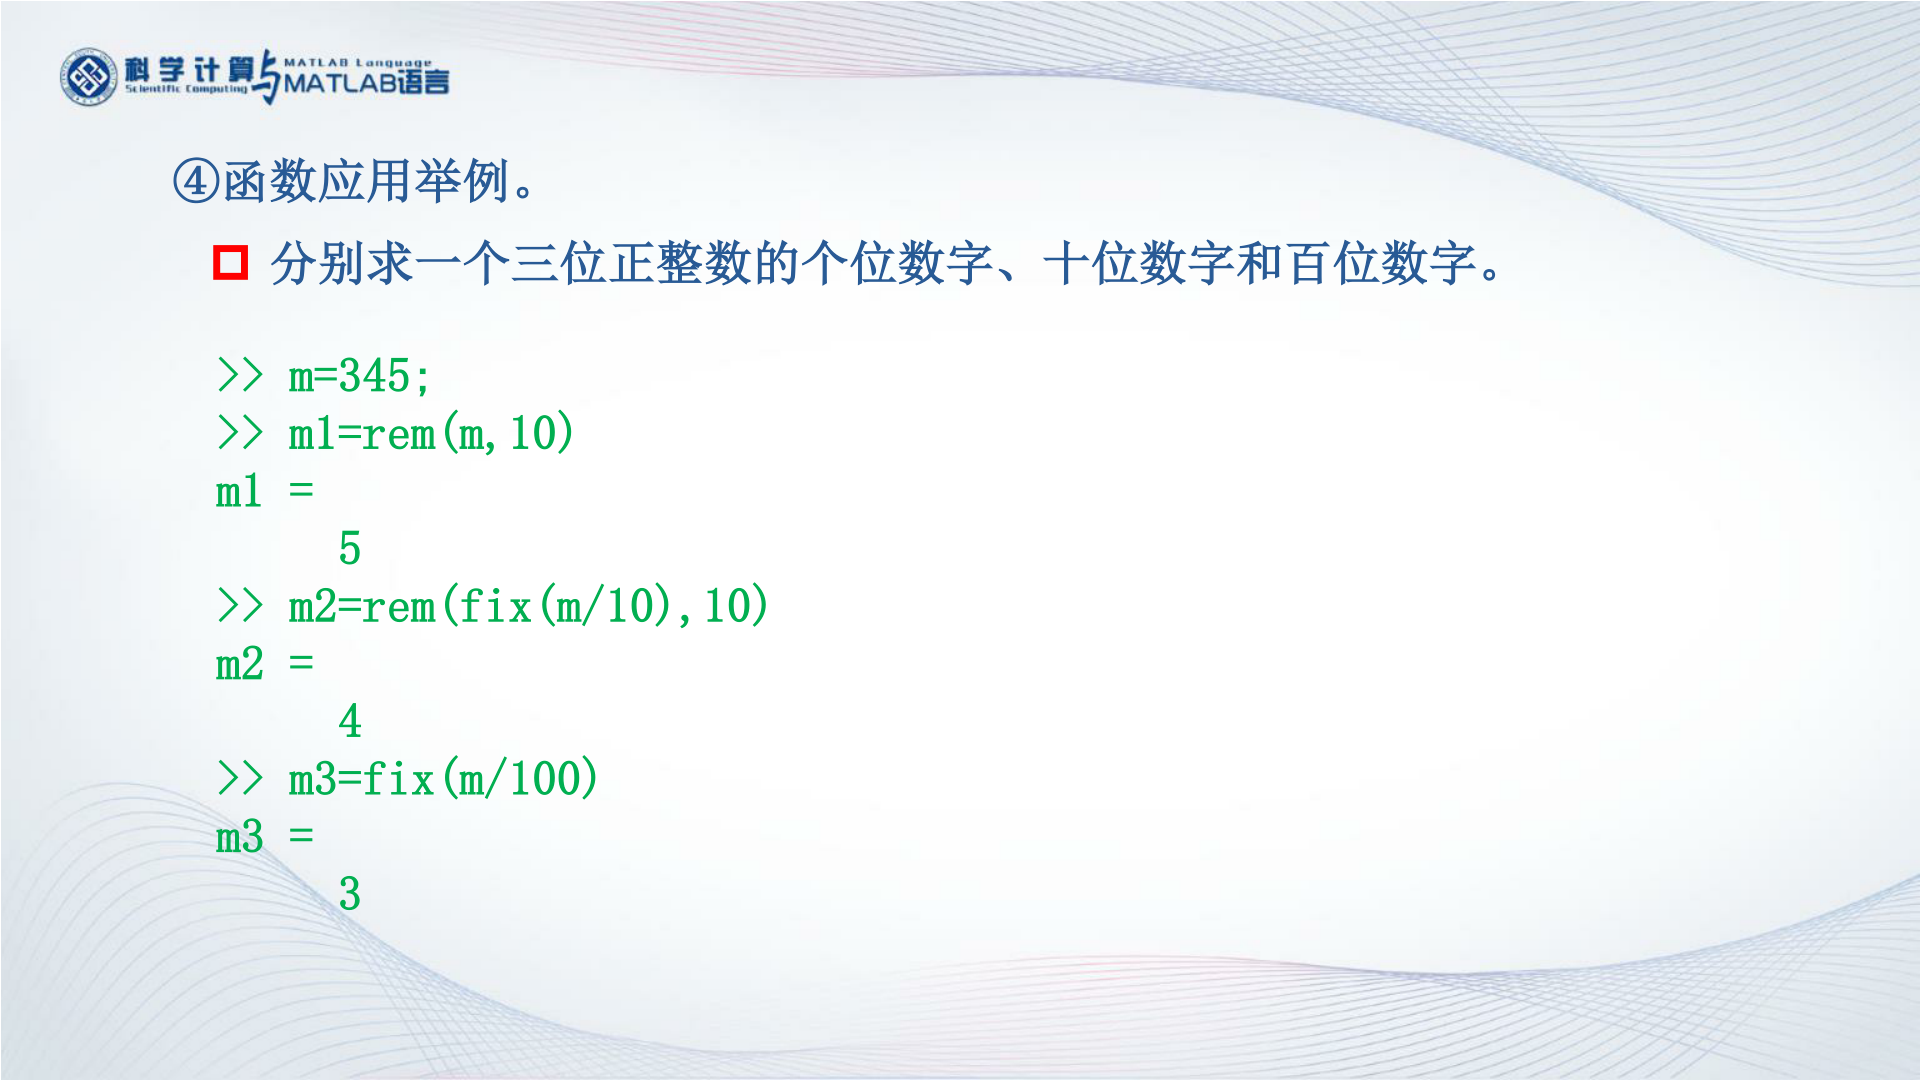 科学计算与MATLAB语言
Scientific Computing MATLAB Language
④函数应用举例。
分别求一个三位正整数的个位数字、十位数字和百位数字。
>> m=345;
>> m1=rem(m,10)
m1 =
     5
>> m2=rem(fix(m/10),10)
m2 =
     4
>> m3=fix(m/100)
m3 =
     3